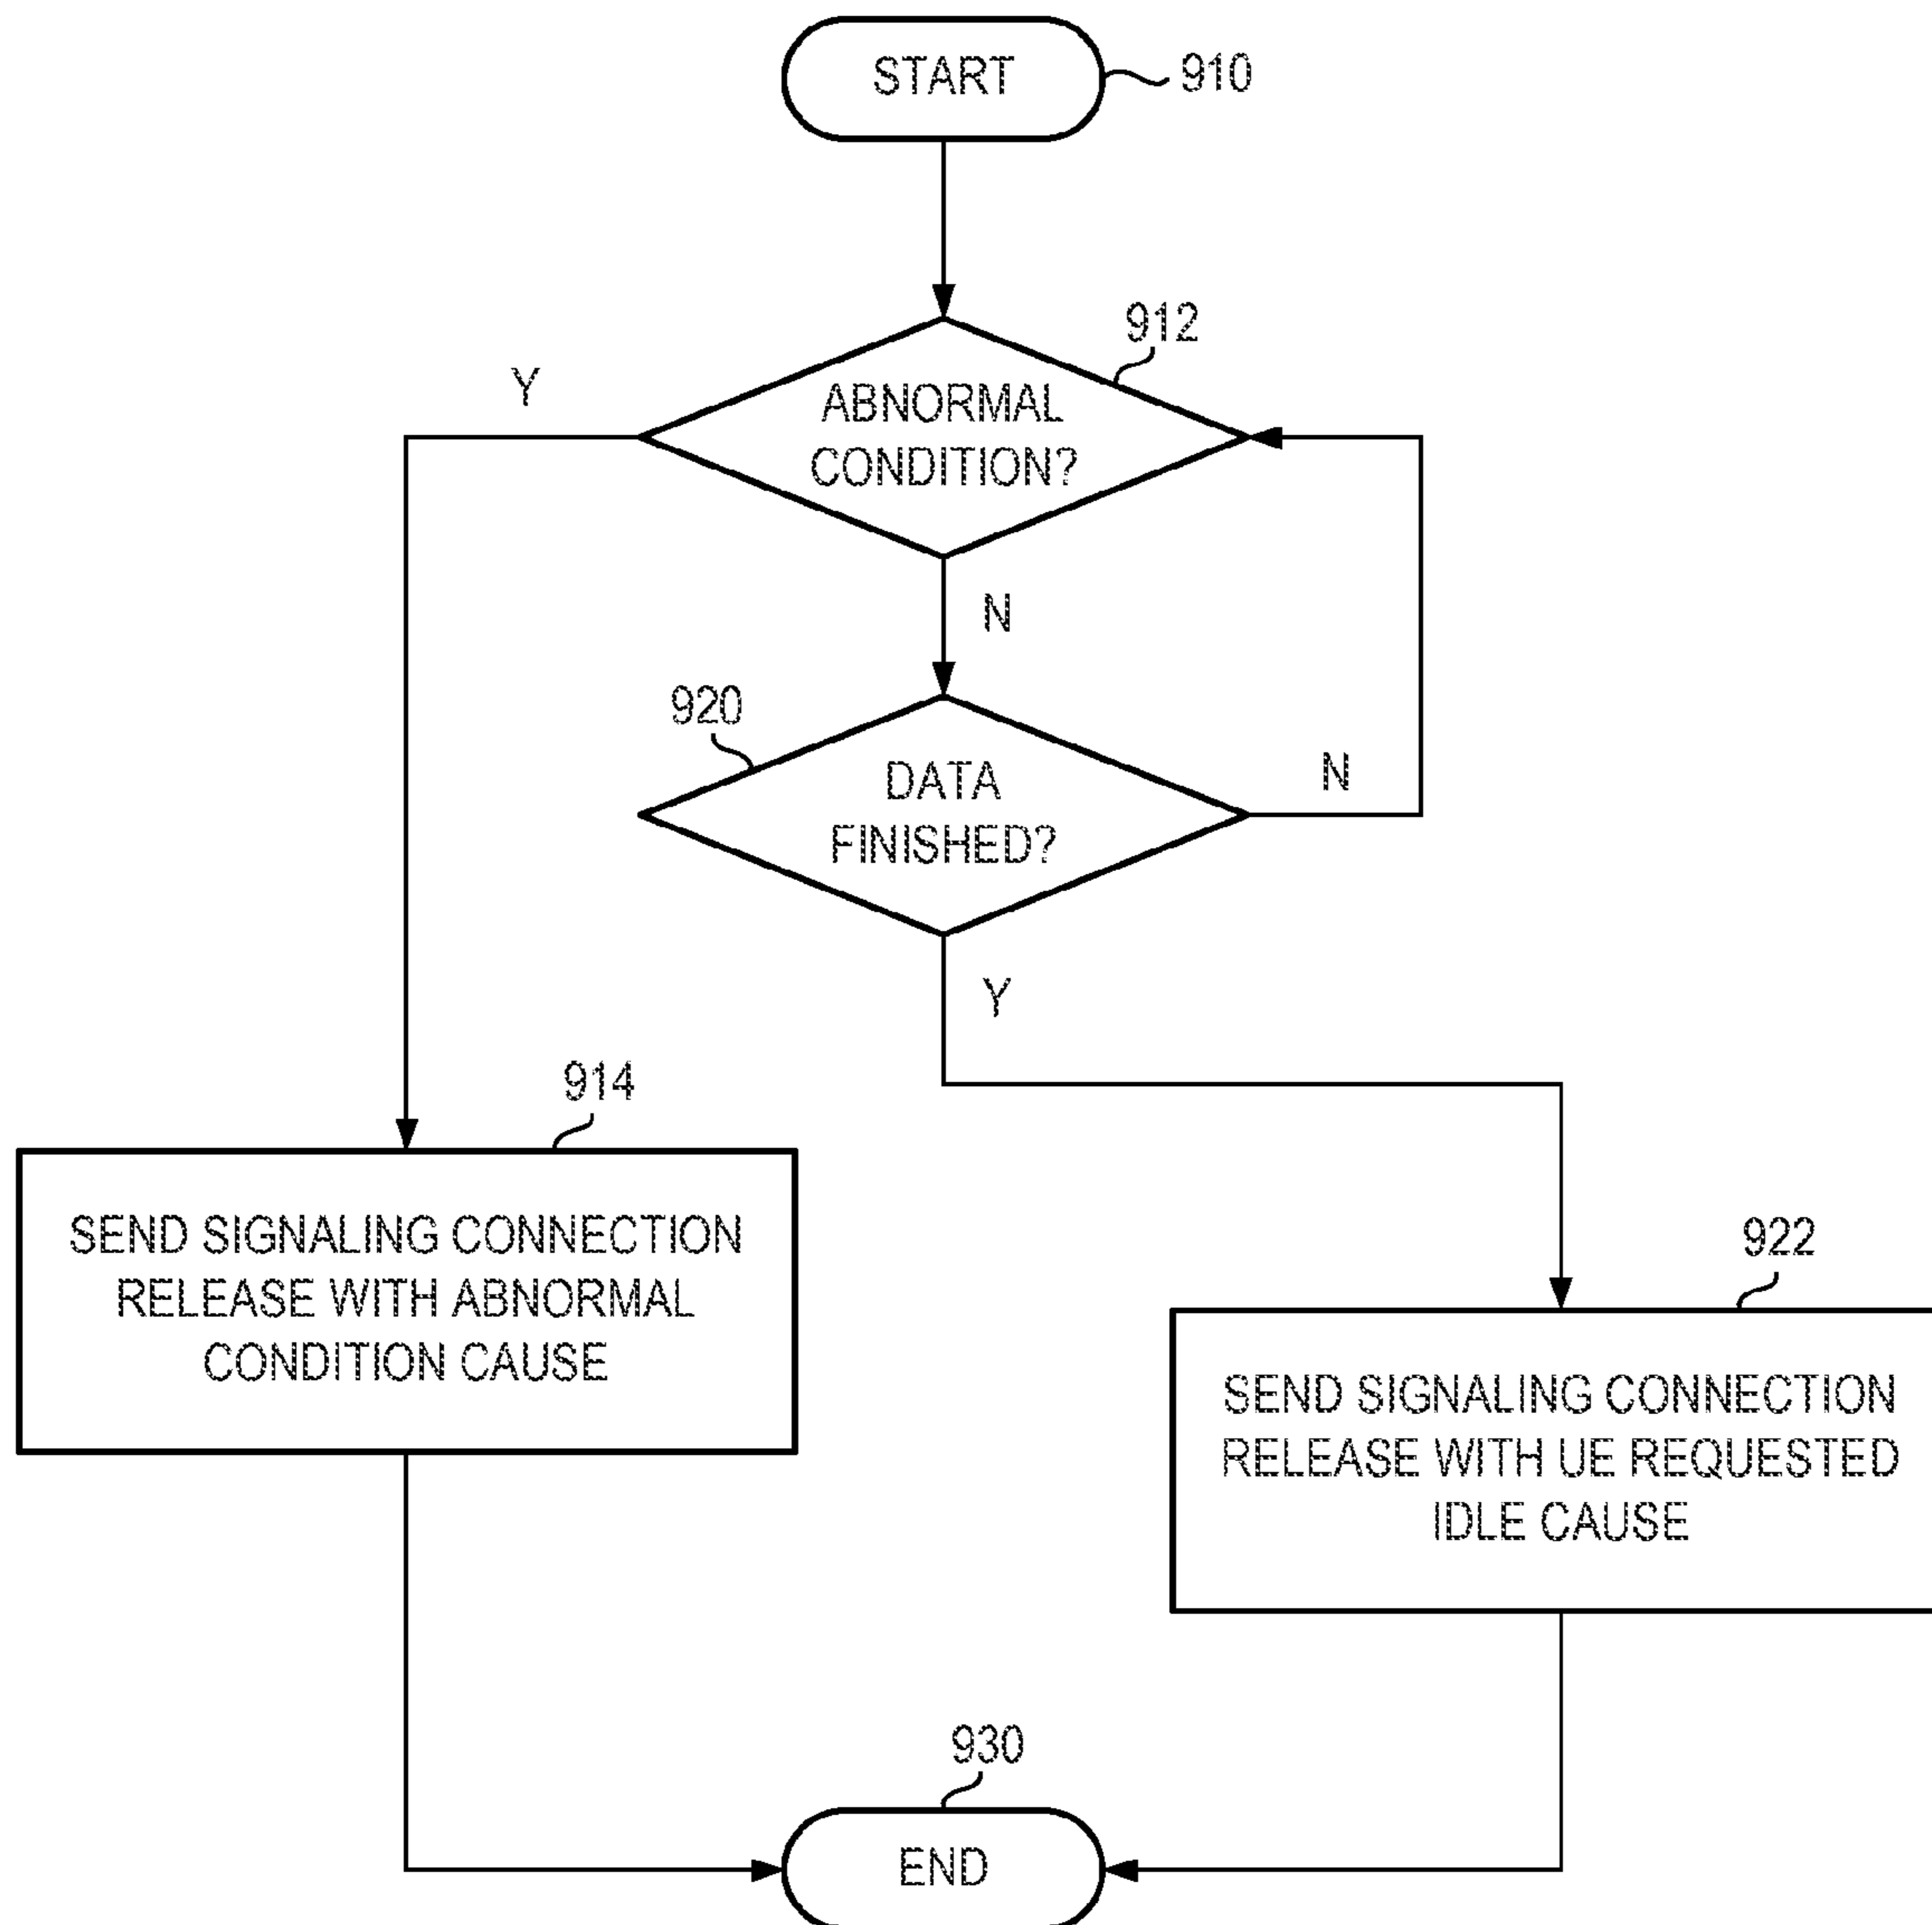 START
910
912
Y
ABNORMAL
CONDITION?
N
920
DATA
FINISHED?
N
Y
914
SEND SIGNALING CONNECTION
RELEASE WITH ABNORMAL
CONDITION CAUSE
922
SEND SIGNALING CONNECTION
RELEASE WITH UE REQUESTED
IDLE CAUSE
930
END